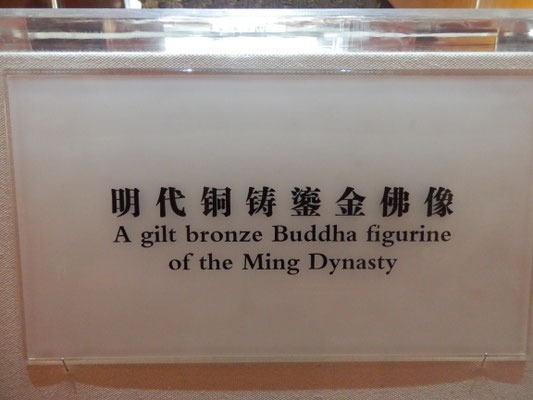 明代铜铸鎏金佛像
A gilt bronze Buddha figurine
of the Ming Dynasty